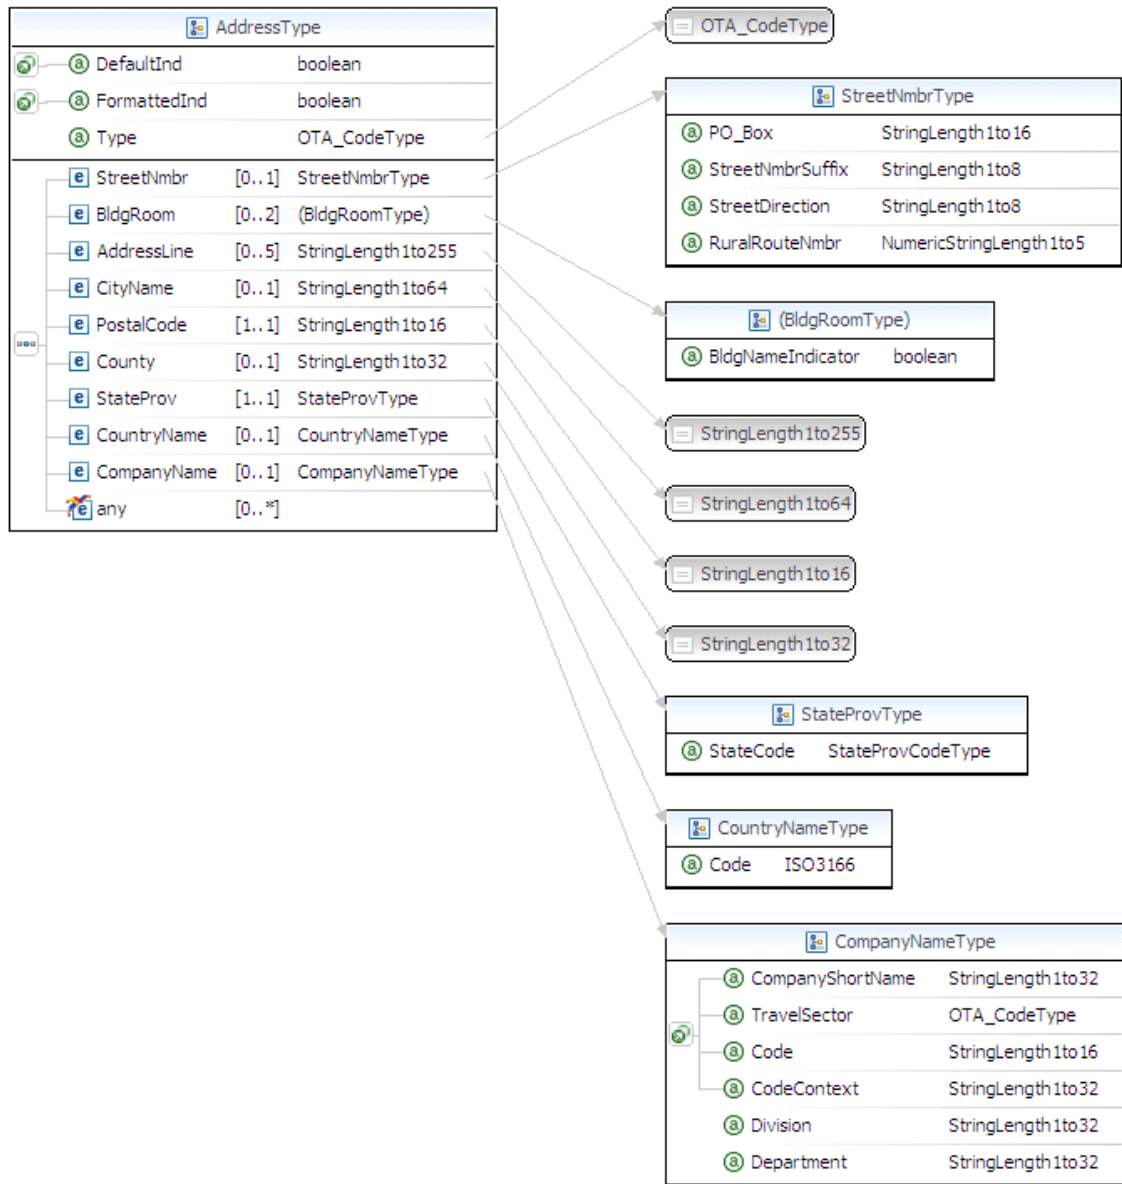 AddressType
DefaultInd boolean
FormattedInd boolean
Type OTA_CodeType
StreetNmbr [0..1] StreetNmbrType
BldgRoom [0..2] (BldgRoomType)
AddressLine [0..5] StringLength1to255
CityName [0..1] StringLength1to64
PostalCode [1..1] StringLength1to16
County [0..1] StringLength1to32
StateProv [1..1] StateProvType
CountryName [0..1] CountryNameType
CompanyName [0..1] CompanyNameType
any [0..*]
OTA_CodeType
StreetNmbrType
PO_Box StringLength1to16
StreetNmbrSuffix StringLength1to8
StreetDirection StringLength1to8
RuralRouteNmbr NumericStringLength1to5
(BldgRoomType)
BldgNameIndicator boolean
StringLength1to255
StringLength1to64
StringLength1to16
StringLength1to32
StateProvType
StateCode StateProvCodeType
CountryNameType
Code ISO3166
CompanyNameType
CompanyShortName StringLength1to32
TravelSector OTA_CodeType
Code StringLength1to16
CodeContext StringLength1to32
Division StringLength1to32
Department StringLength1to32